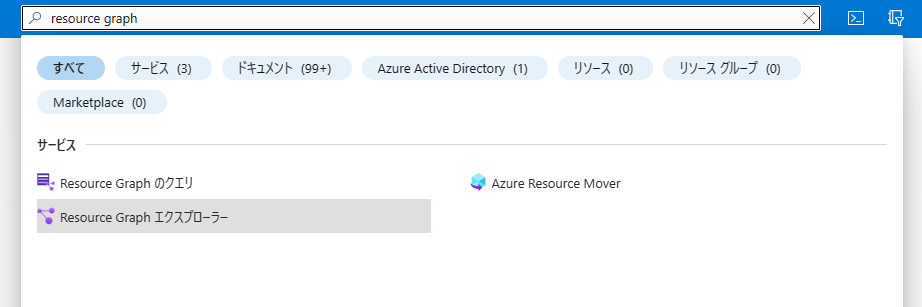 resource graph
すべて サービス (3) ドキュメント (99+) Azure Active Directory (1) リソース (0) リソース グループ (0)
Marketplace (0)
サービス
Resource Graph のクエリ Azure Resource Mover
Resource Graph エクスプローラー